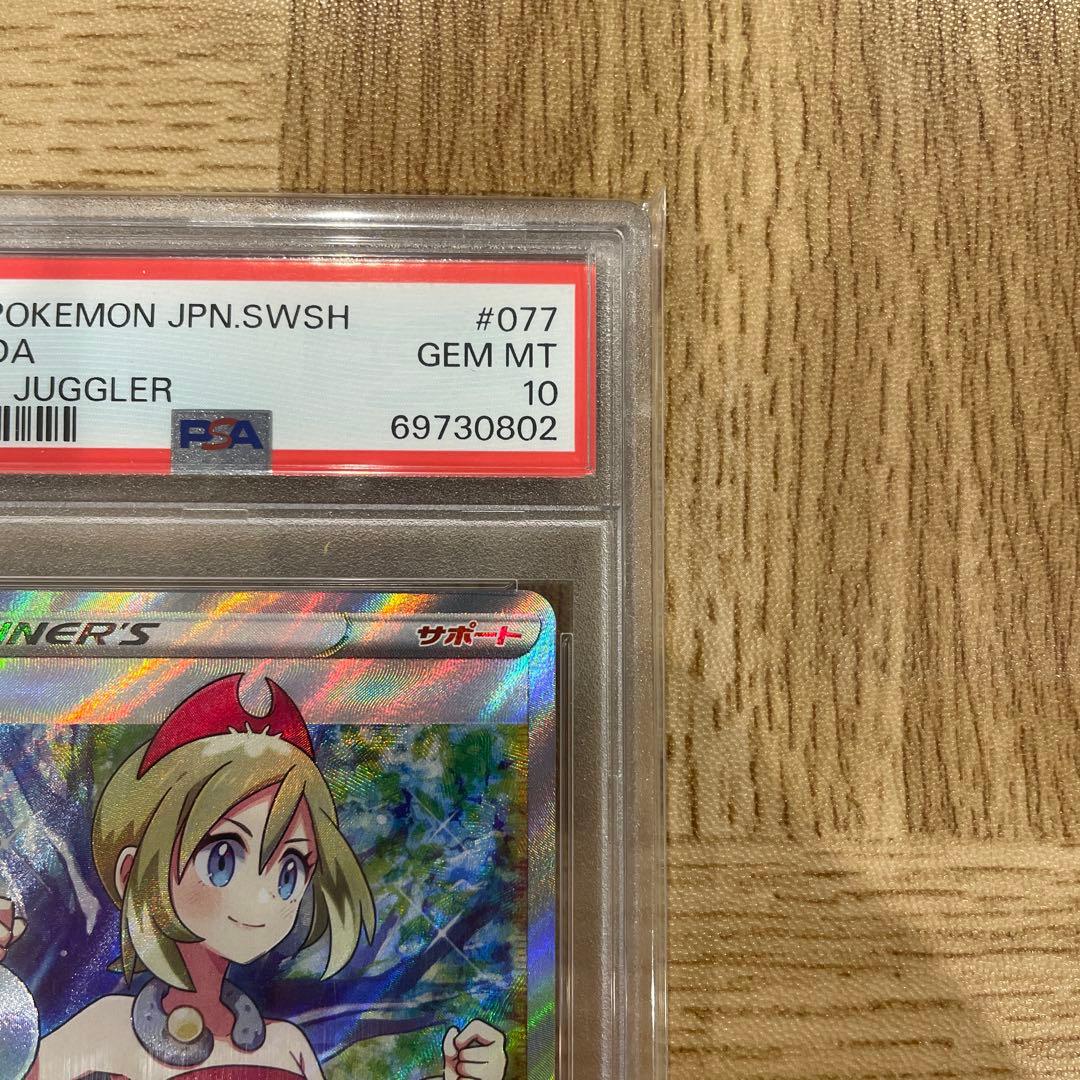 POKEMON JPN.SWSH #077
DA GEM MT
JUGGLER 10
PSA 69730802
NER'S サポート